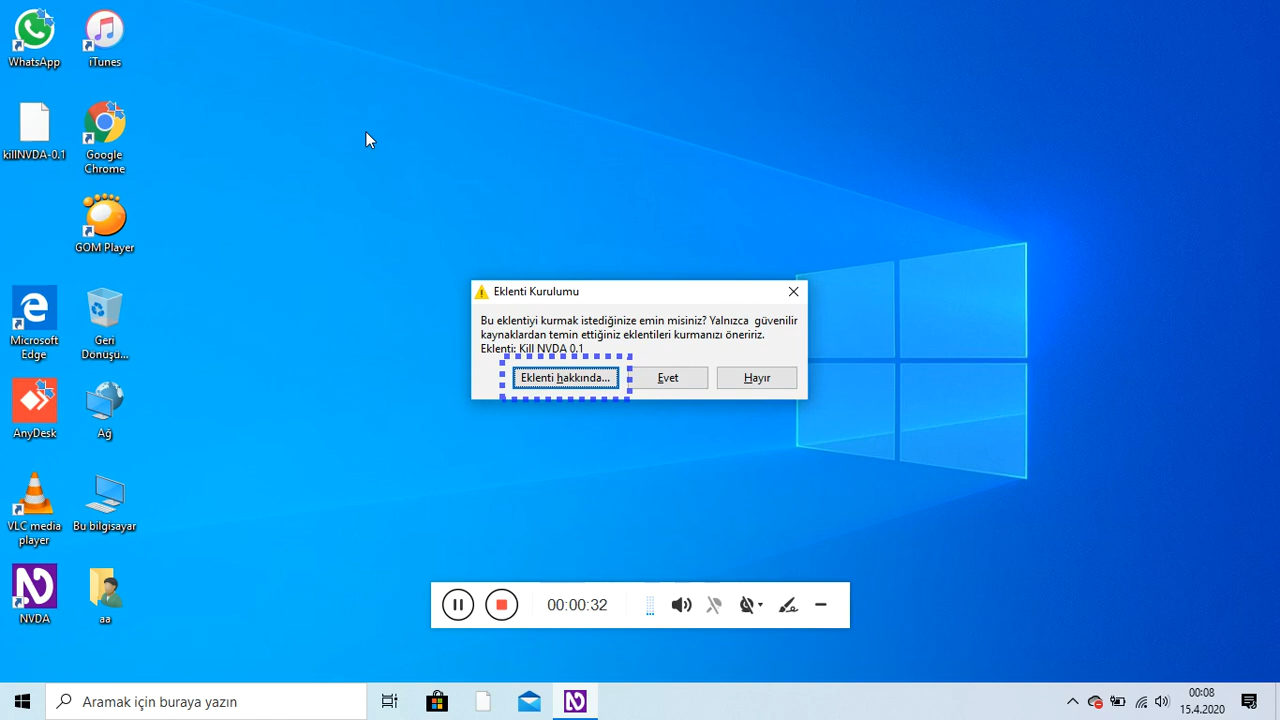 WhatsApp
iTunes
killNVDA-0.1
Google
Chrome
GOM Player
Microsoft
Edge
Geri
Dönüşü...
AnyDesk
Ağ
VLC media
player
Bu bilgisayar
NVDA
aa
Eklenti Kurulumu
Bu eklentiyi kurmak istediğinize emin misiniz? Yalnızca güvenilir
kaynaklardan temin ettiğiniz eklentileri kurmanızı öneririz.
Eklenti: Kill NVDA 0.1
Eklenti hakkında...
Evet
Hayır
00:00:32
Aramak için buraya yazın
00:08
15.4.2020